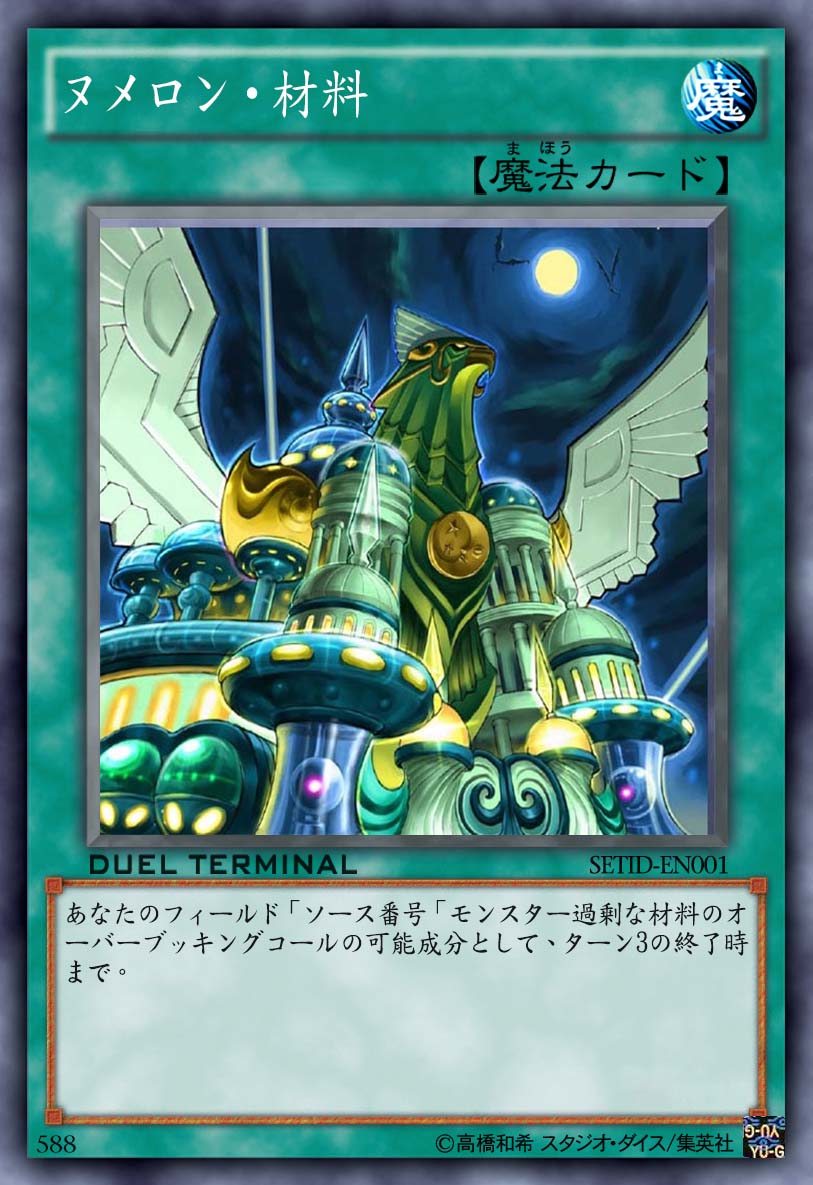 ヌメロン・材料
魔
ま ほう
【魔法カード】
DUEL TERMINAL
SETID-EN001
あなたのフィールド「ソース番号「モンスター過剰な材料のオ
ーバーブッキングコールの可能成分として、ターン3の終了時
まで。
588
©高橋和希 スタジオ・ダイス/集英社
YU-G